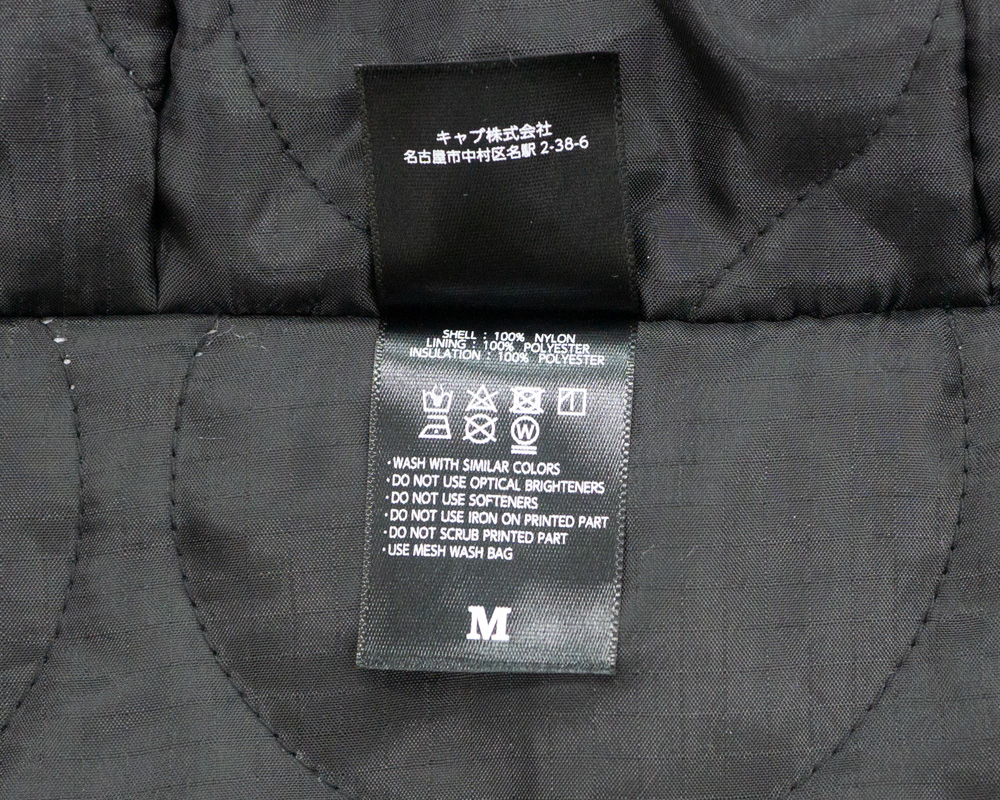 キャプ株式会社
名古屋市中村区名駅 2-38-6
SHELL : 100% NYLON
LINING : 100% POLYESTER
INSULATION : 100% POLYESTER
W
・WASH WITH SIMILAR COLORS
・DO NOT USE OPTICAL BRIGHTENERS
・DO NOT USE SOFTENERS
・DO NOT USE IRON ON PRINTED PART
・DO NOT SCRUB PRINTED PART
・USE MESH WASH BAG
M